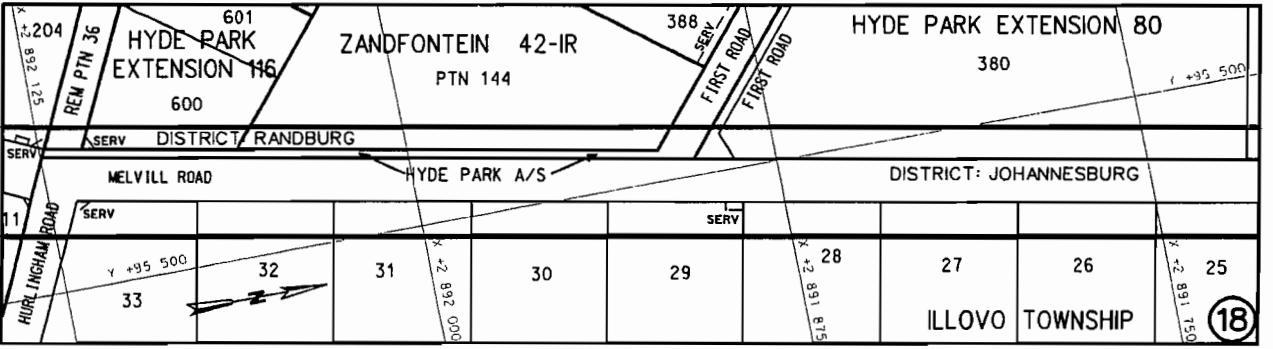 204
X +2 892 125
REM PTN 36
601
HYDE PARK
EXTENSION 116
600
ZANDFONTEIN 42-IR
PTN 144
388
SERV
FIRST ROAD
FIRST ROAD
HYDE PARK EXTENSION 80
380
Y +95 500
SERV
SERV
DISTRICT: RANDBURG
MELVILL ROAD
HYDE PARK A/S
DISTRICT: JOHANNESBURG
11
HURLINGHAM ROAD
SERV
SERV
Y +95 500
33
32
N
31
X +2 892 000
30
29
X +2 891 875
28
27
26
X +2 891 750
25
ILLOVO TOWNSHIP
18